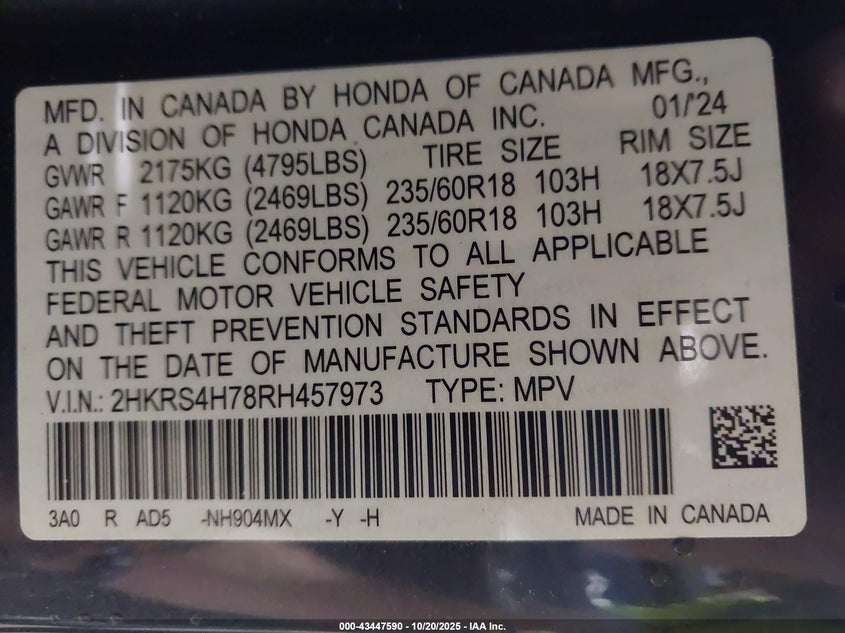 MFD. IN CANADA BY HONDA OF CANADA MFG.,
A DIVISION OF HONDA CANADA INC. 01/'24
GVWR 2175KG (4795LBS) TIRE SIZE RIM SIZE
GAWR F 1120KG (2469LBS) 235/60R18 103H 18X7.5J
GAWR R 1120KG (2469LBS) 235/60R18 103H 18X7.5J
THIS VEHICLE CONFORMS TO ALL APPLICABLE
FEDERAL MOTOR VEHICLE SAFETY
AND THEFT PREVENTION STANDARDS IN EFFECT
ON THE DATE OF MANUFACTURE SHOWN ABOVE.
V.I.N.: 2HKRS4H78RH457973 TYPE: MPV
3A0 R AD5 -NH904MX -Y -H MADE IN CANADA
000-43447590 - 10/20/2025 - IAA Inc.